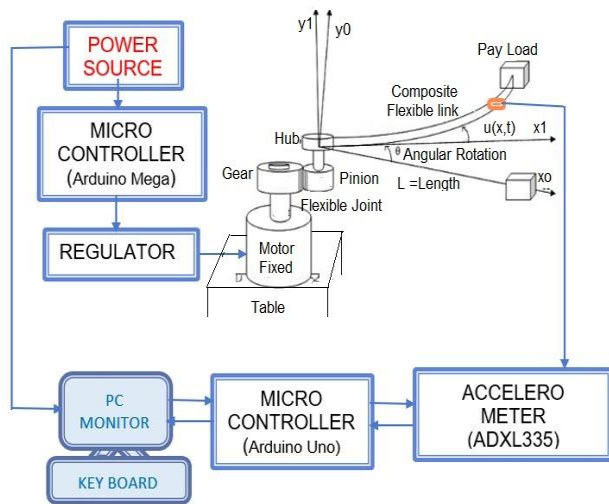 y1
y0
POWER
SOURCE
Pay Load
Composite
Flexible link
MICRO
CONTROLLER
(Arduino Mega)
Hub
u(x,t)
x1
θ Angular Rotation
Gear
Pinion
L =Length
xo
Flexible Joint
REGULATOR
Motor
Fixed
Table
PC
MONITOR
MICRO
CONTROLLER
(Arduino Uno)
ACCELERO
METER
(ADXL335)
KEY BOARD